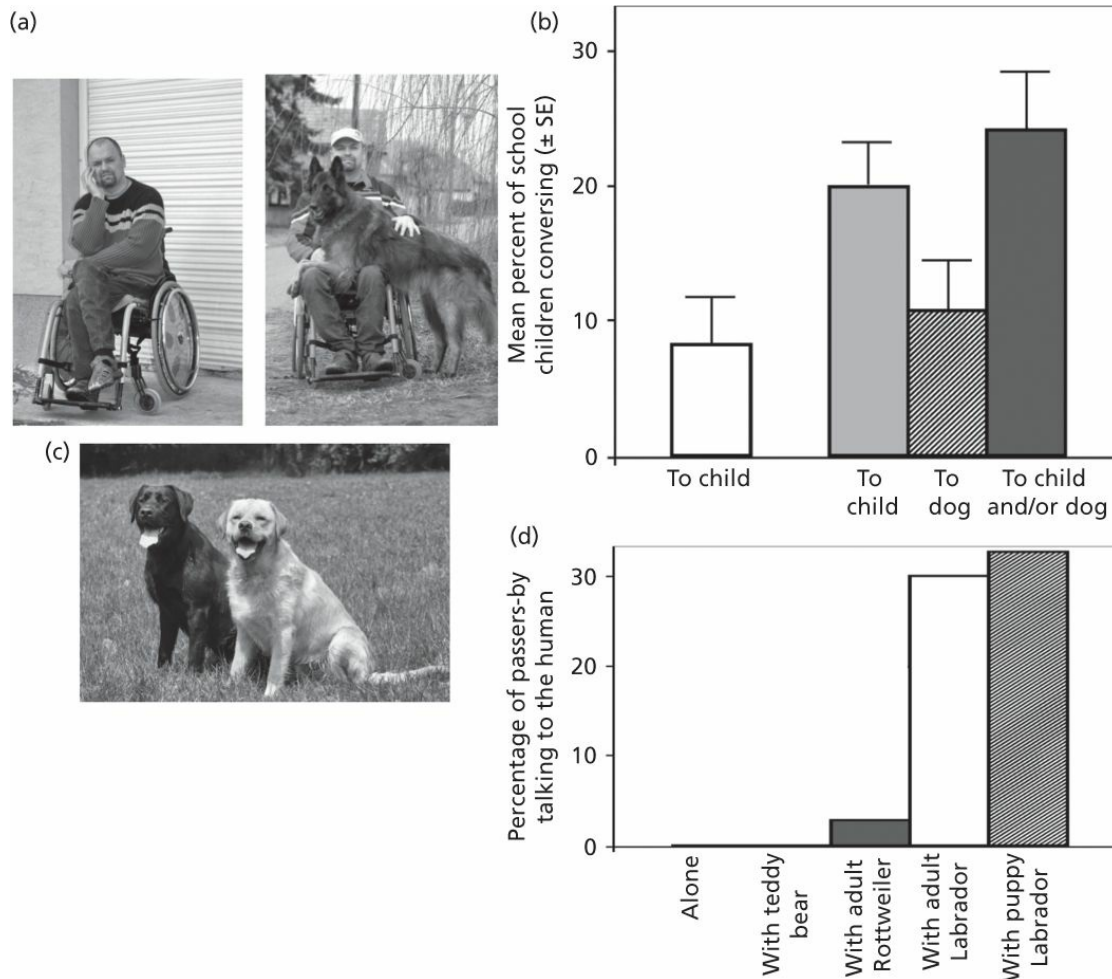 (a)
(b)
Mean percent of school
children conversing (± SE)
30
20
10
0
To child
To
child
To
dog
To child
and/or dog
(c)
(d)
Percentage of passers-by
talking to the human
30
20
10
0
Alone
With teddy
bear
With adult
Rottweiler
With adult
Labrador
With puppy
Labrador